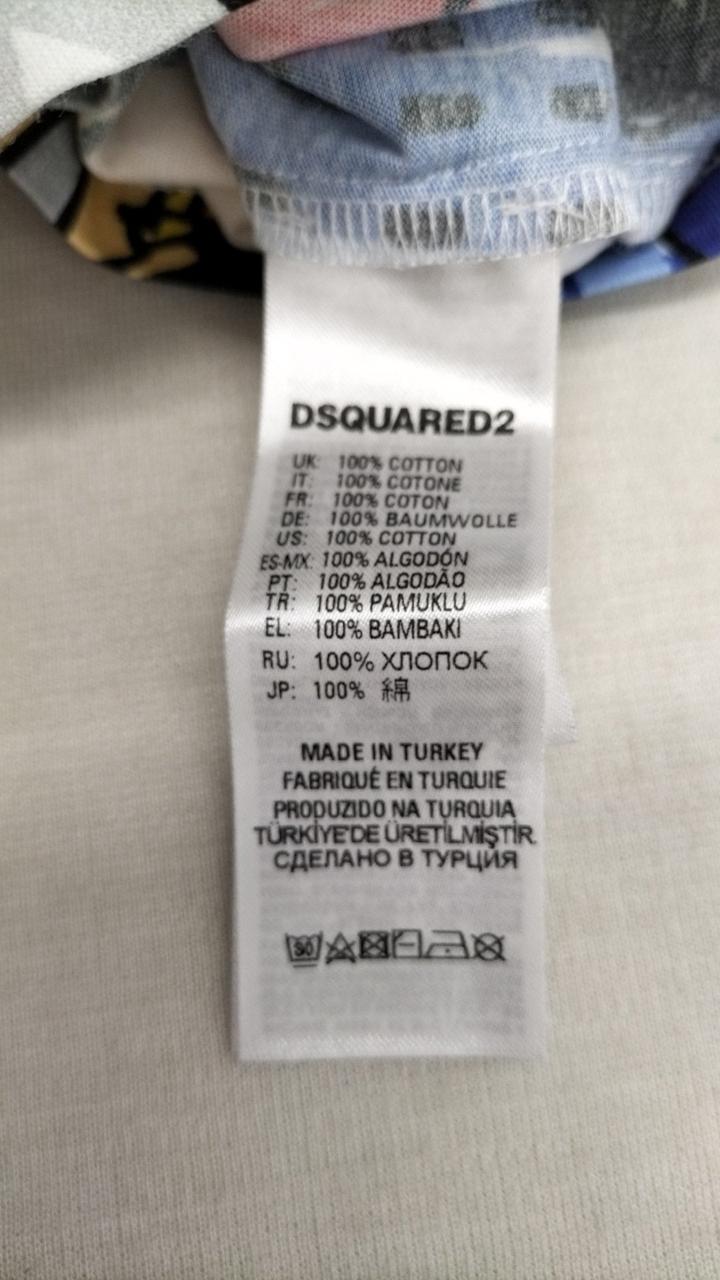 DSQUARED2
UK: 100% COTTON
IT: 100% COTONE
FR: 100% COTON
DE: 100% BAUMWOLLE
US: 100% COTTON
ES-MX: 100% ALGODÓN
PT: 100% ALGODÃO
TR: 100% PAMUKLU
EL: 100% BAMBAKI
RU: 100% ХЛОПОК
JP: 100% 綿
MADE IN TURKEY
FABRIQUÉ EN TURQUIE
PRODUZIDO NA TURQUIA
TÜRKİYE'DE ÜRETİLMİŞTİR.
СДЕЛАНО В ТУРЦИЯ
30